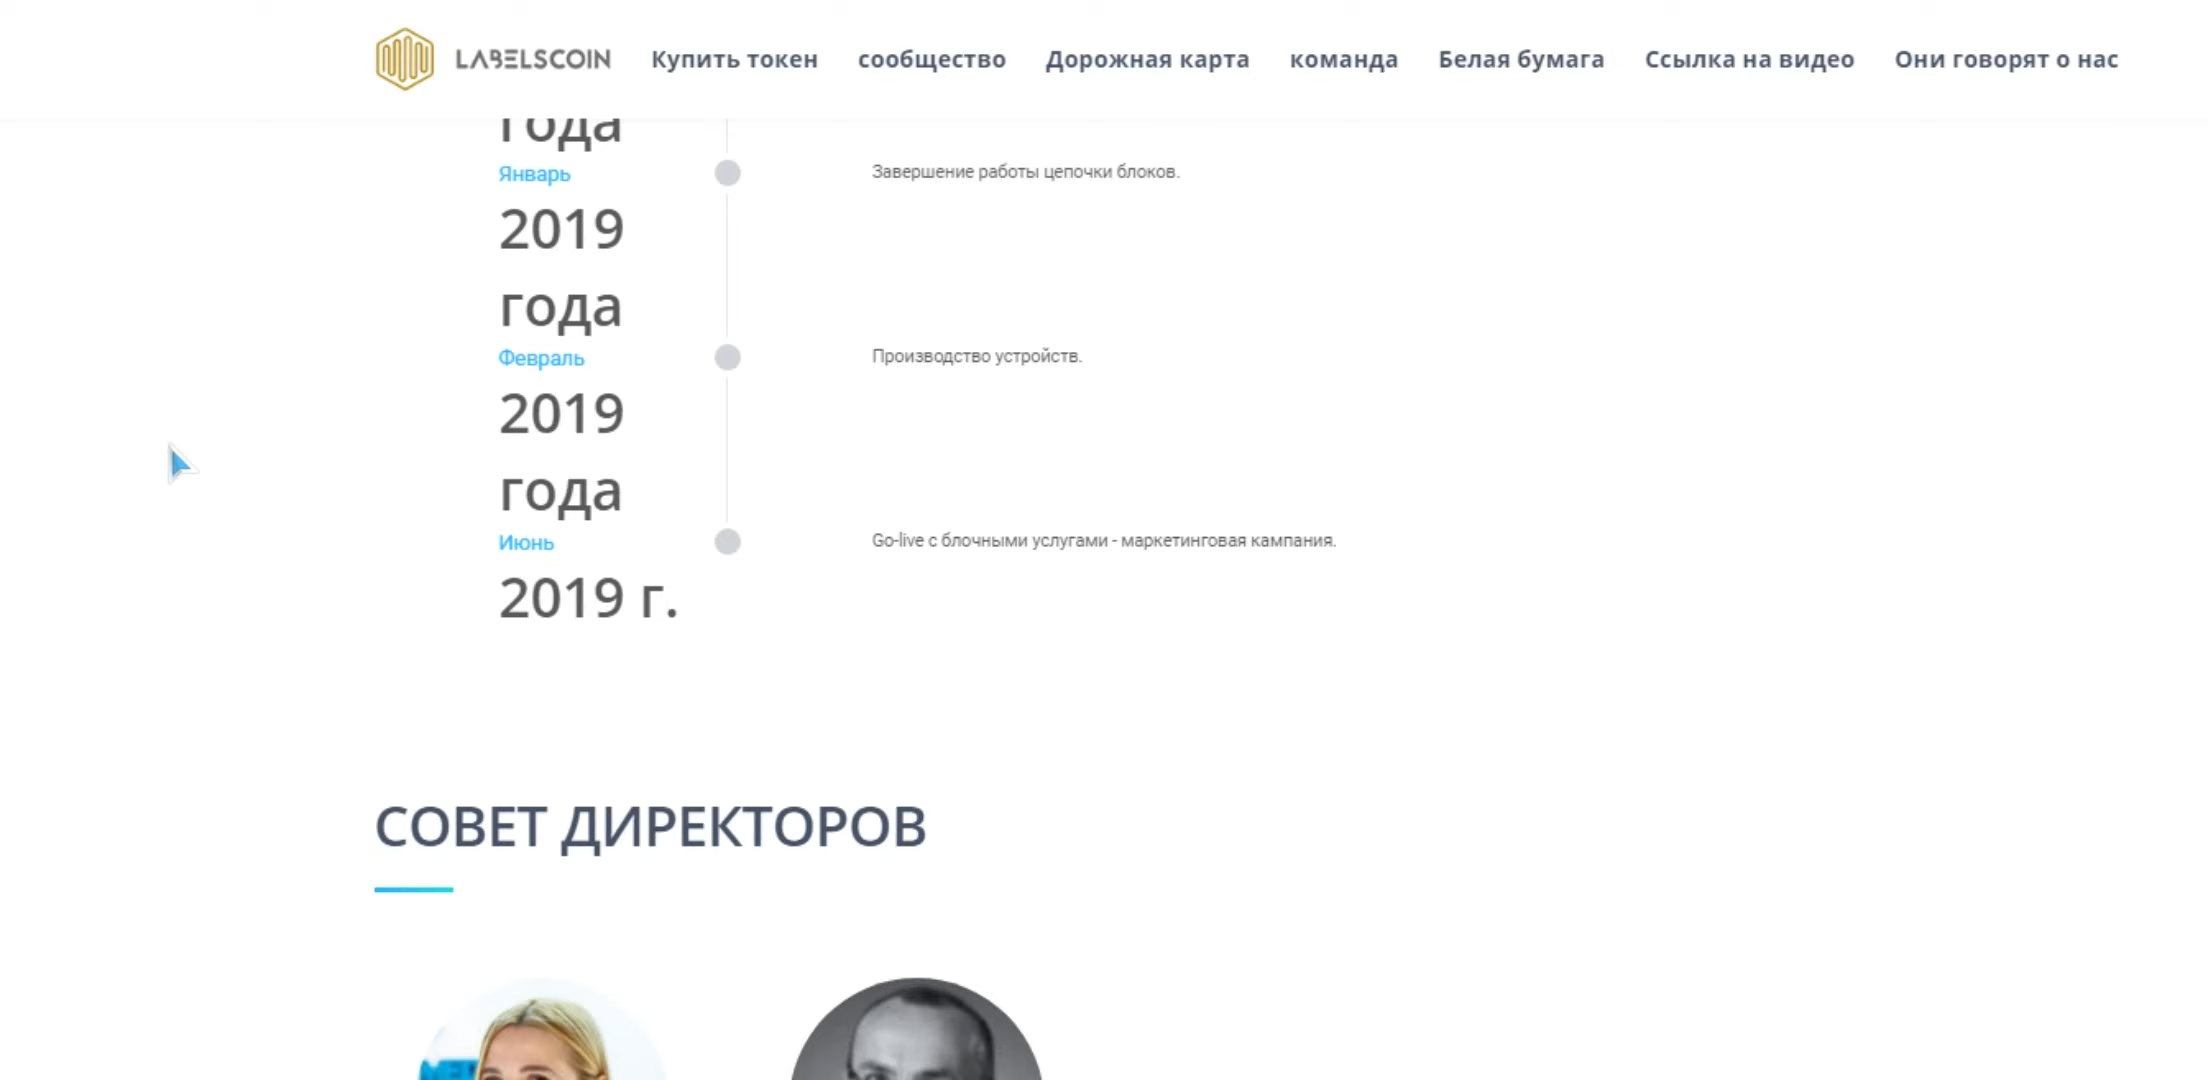 LABELSCOIN Купить токен сообщество Дорожная карта команда Белая бумага Ссылка на видео Они говорят о нас
года
Январь Завершение работы цепочки блоков.
2019
года
Февраль Производство устройств.
2019
года
Июнь Go-live с блочными услугами - маркетинговая кампания.
2019 г.
СОВЕТ ДИРЕКТОРОВ